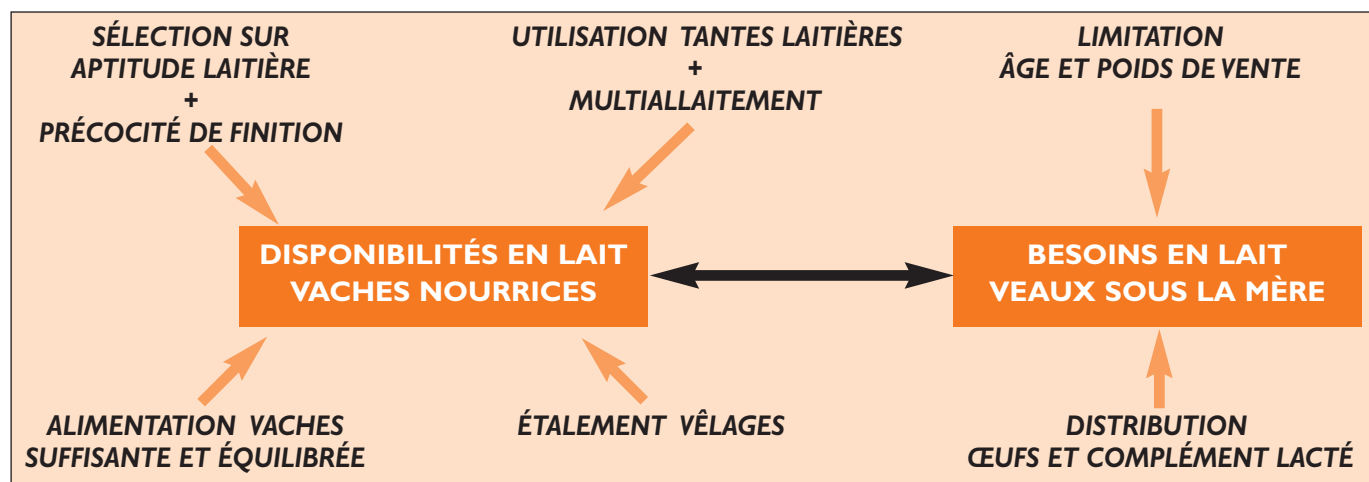 SÉLECTION SUR
APTITUDE LAITIÈRE
+
PRÉCOCITÉ DE FINITION
UTILISATION TANTES LAITIÈRES
+
MULTIALLAITEMENT
LIMITATION
ÂGE ET POIDS DE VENTE
DISPONIBILITÉS EN LAIT
VACHES NOURRICES
BESOINS EN LAIT
VEAUX SOUS LA MÈRE
ALIMENTATION VACHES
SUFFISANTE ET ÉQUILIBRÉE
ÉTALEMENT VÊLAGES
DISTRIBUTION
ŒUFS ET COMPLÉMENT LACTÉ